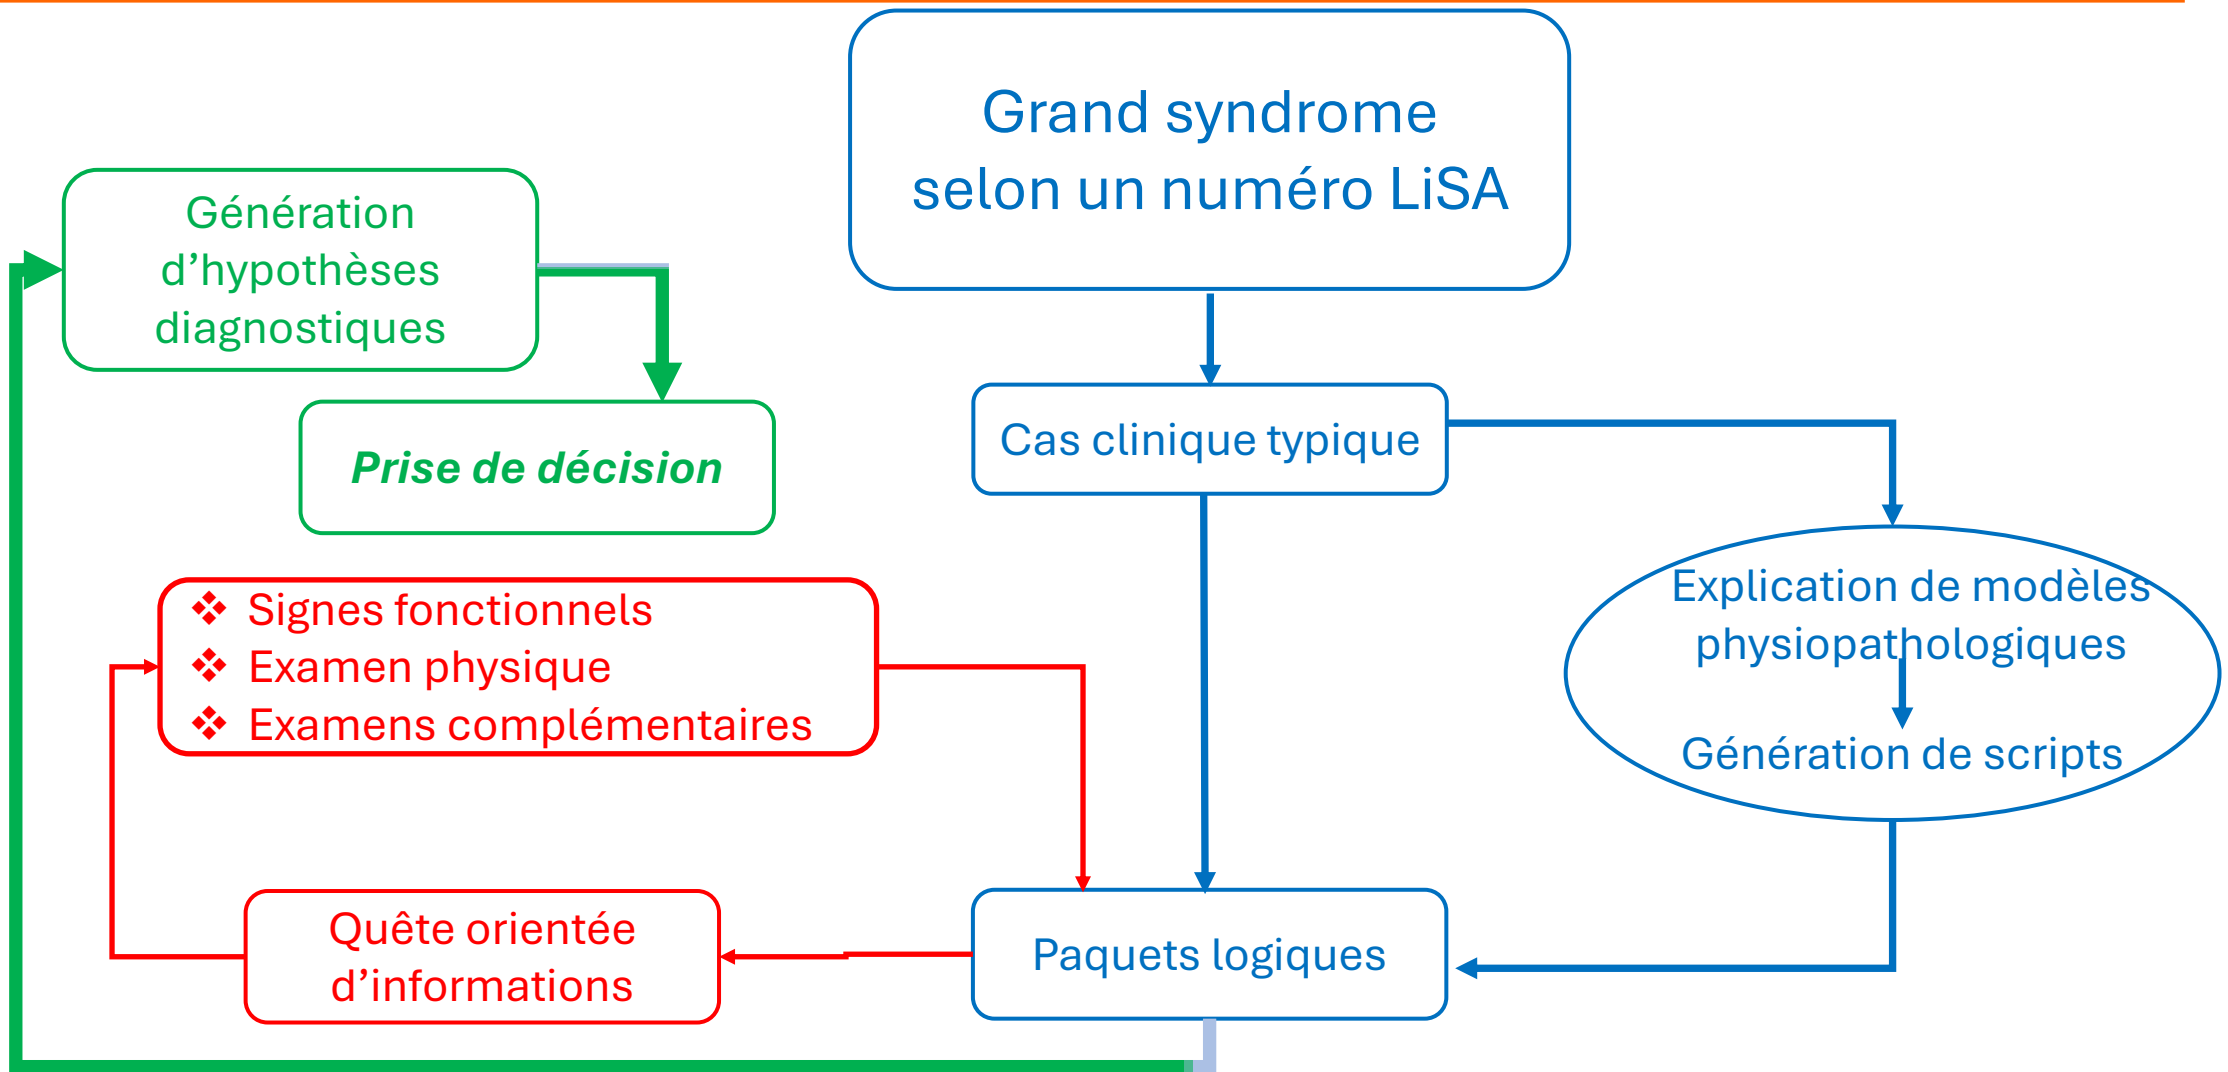 Grand syndrome
selon un numéro LiSA
Génération
d’hypothèses
diagnostiques
Prise de décision
Cas clinique typique
Explication de modèles
physiopathologiques
Génération de scripts
Signes fonctionnels
Examen physique
Examens complémentaires
Quête orientée
d’informations
Paquets logiques